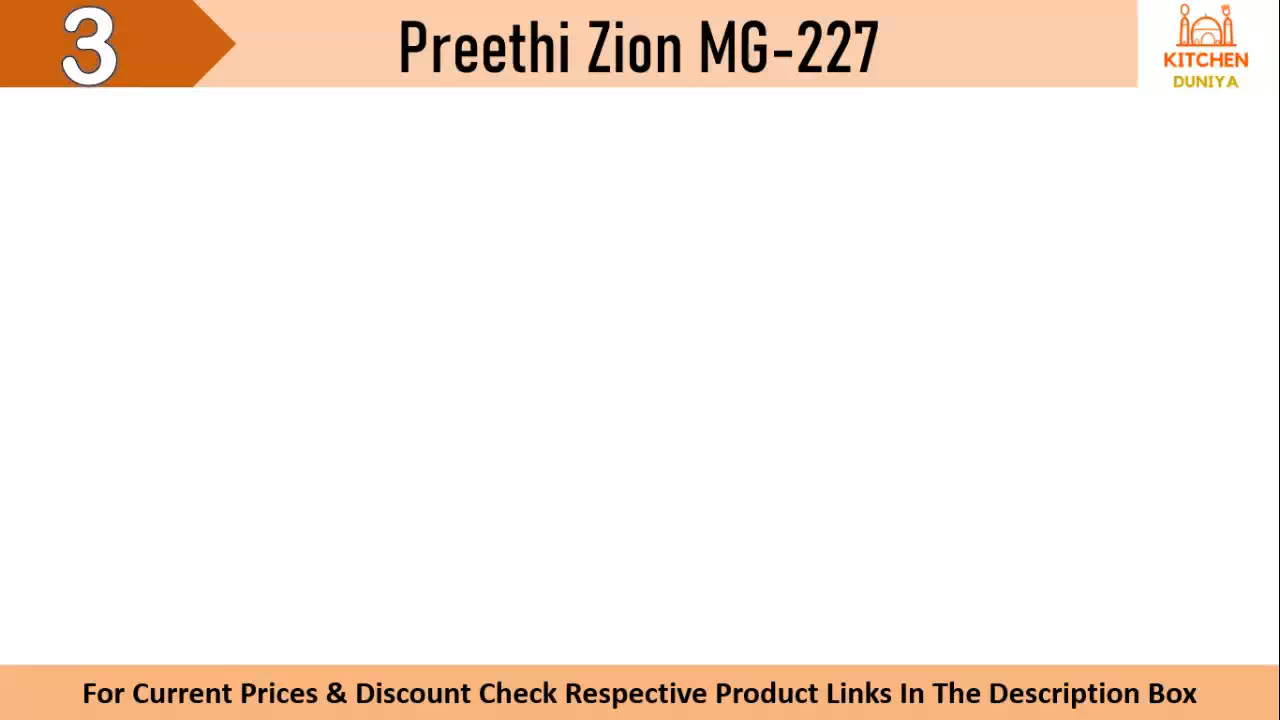 3
Preethi Zion MG-227
KITCHEN
DUNIYA
For Current Prices & Discount Check Respective Product Links In The Description Box